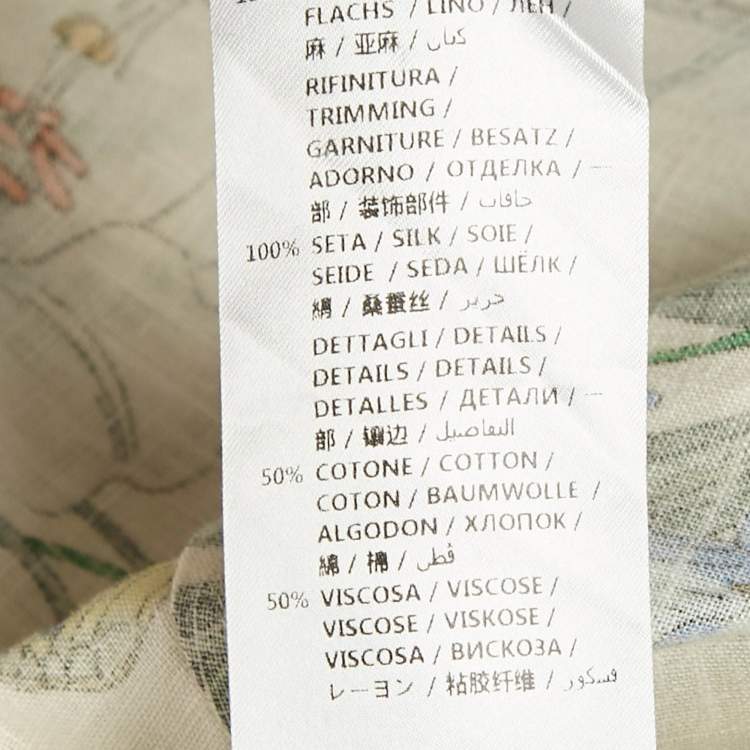 FLACHS / LINO / ЛЕН /
麻 / 亚麻 / كتان
RIFINITURA /
TRIMMING /
GARNITURE / BESATZ /
ADORNO / ОТДЕЛКА / 一
部 / 装饰部件 / حافات
100% SETA / SILK / SOIE /
SEIDE / SEDA / ШЁЛК /
絹 / 桑蚕丝 / حرير
DETTAGLI / DETAILS /
DETAILS / DETAILS /
DETALLES / ДЕТАЛИ / 一
部 / 镶边 / التفاصيل
50% COTONE / COTTON /
COTON / BAUMWOLLE /
ALGODON / ХЛОПОК /
綿 / 棉 / قطن
50% VISCOSA / VISCOSE /
VISCOSE / VISKOSE /
VISCOSA / ВИСКОЗА /
レーヨン / 粘胶纤维 / فسكوز